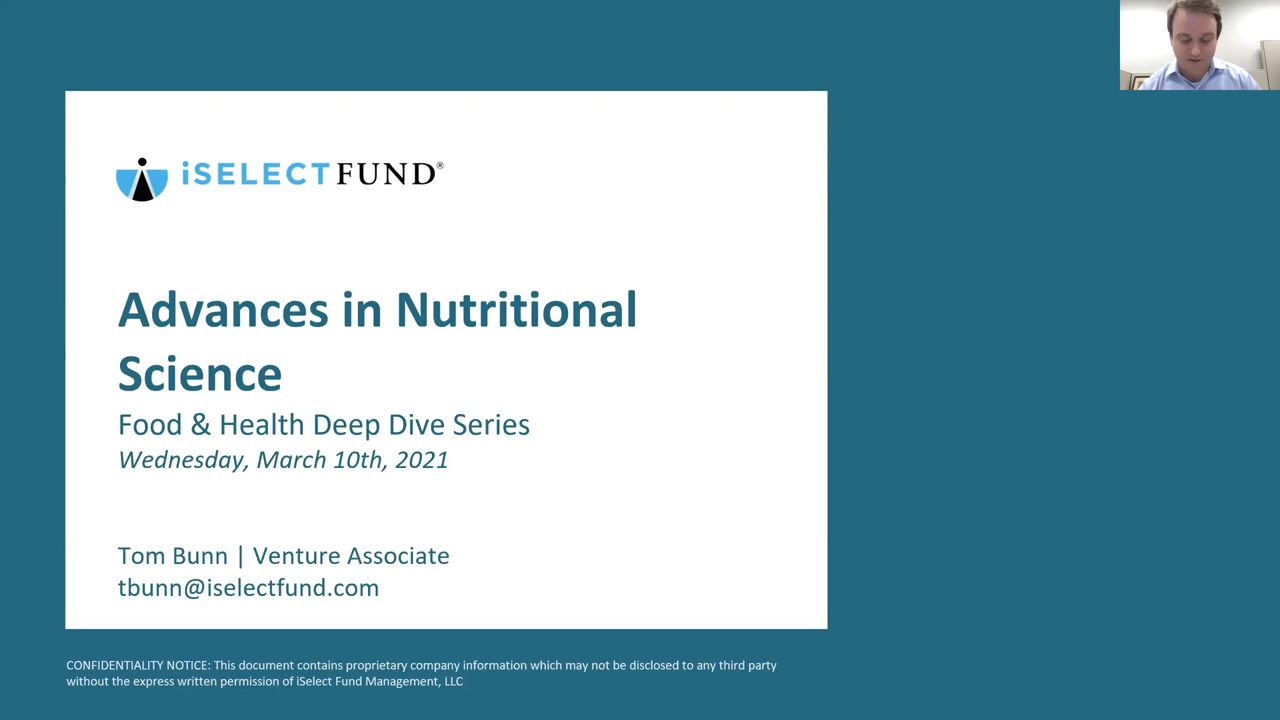 iSELECT FUND®
Advances in Nutritional
Science
Food & Health Deep Dive Series
Wednesday, March 10th, 2021
Tom Bunn | Venture Associate
tbunn@iselectfund.com
CONFIDENTIALITY NOTICE: This document contains proprietary company information which may not be disclosed to any third party
without the express written permission of iSelect Fund Management, LLC